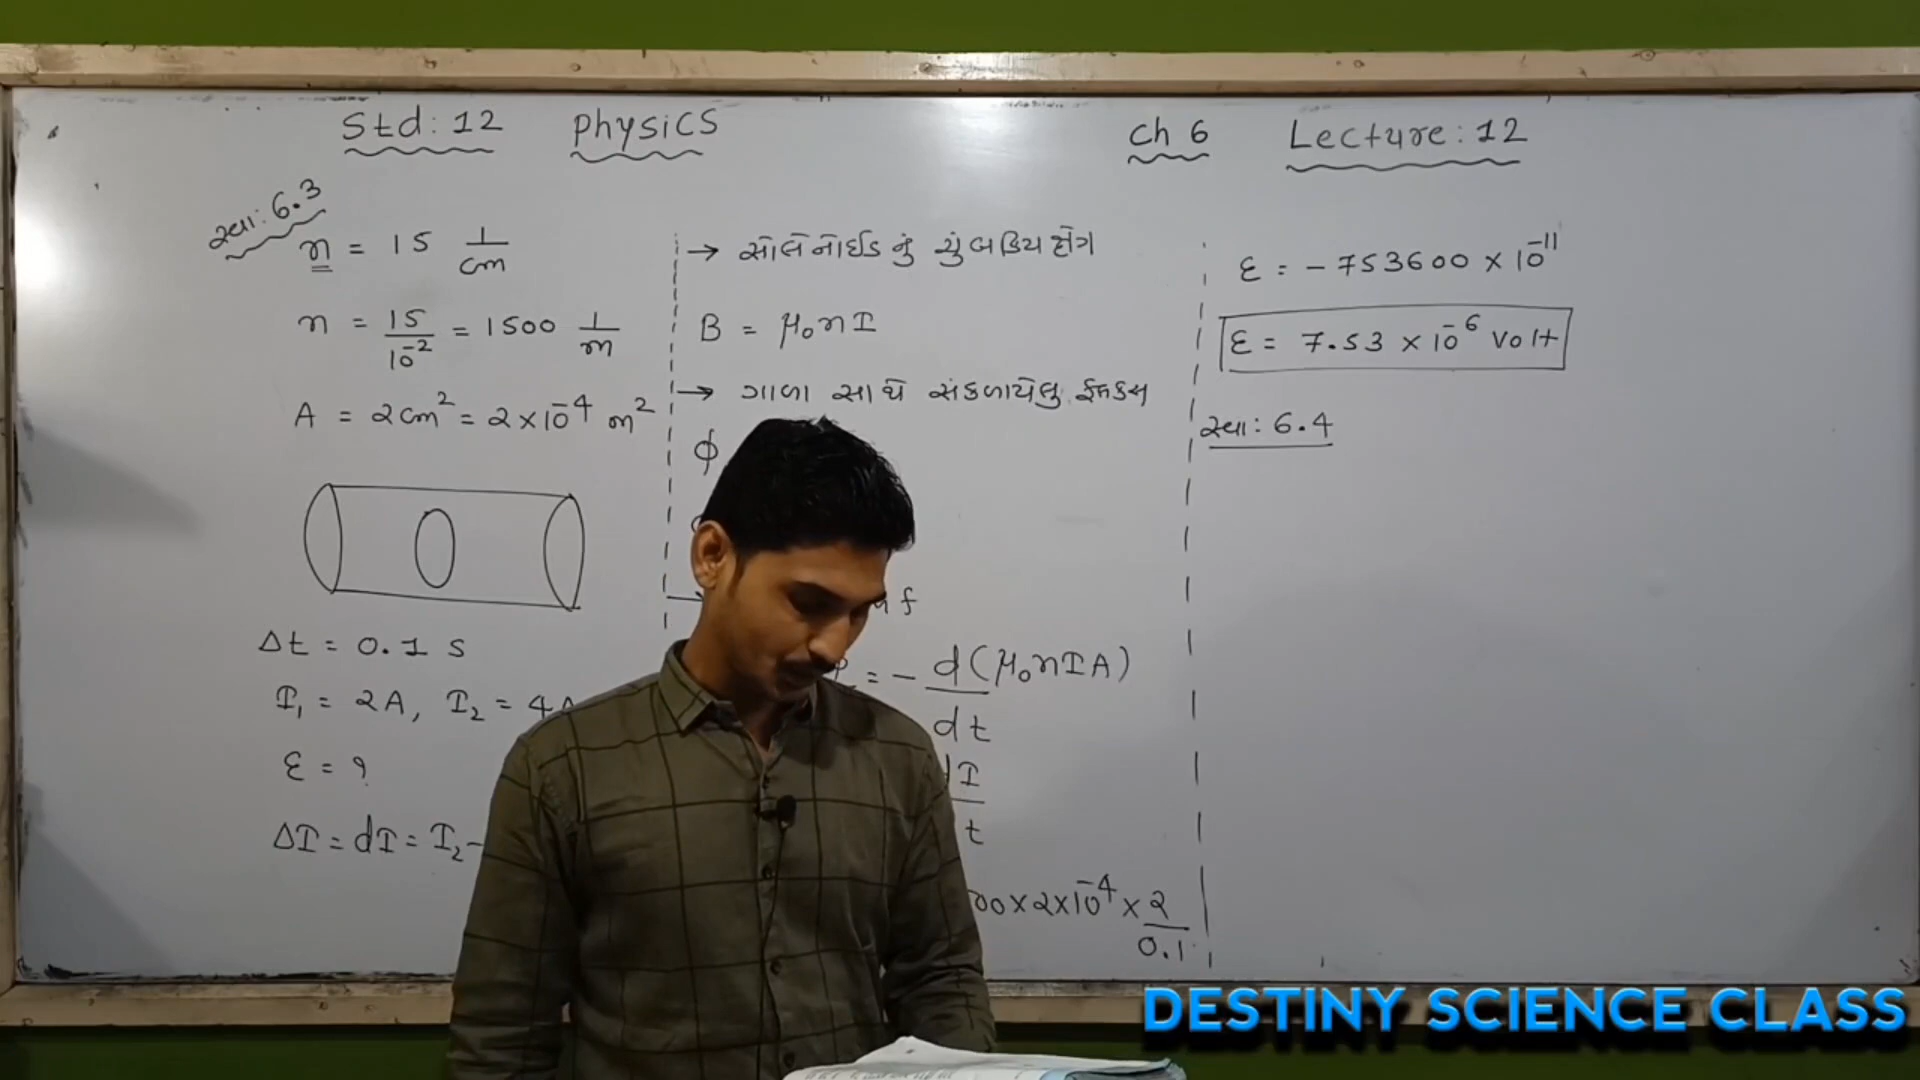 Std: 12 Physics Ch 6 Lecture: 12
સ્વા: 6.3
n = 15 1/cm
n = 15/10⁻² = 1500 1/m
A = 2cm² = 2×10⁻⁴ m²
Δt = 0.1 s
I₁ = 2A, I₂ = 4A
ε = ?
ΔI = dI = I₂-
→ સોલેનોઈડ નું ચુંબકિય ક્ષેત્ર
B = μ₀nI
→ ગાળા સાથે સંકળાયેલુ ફ્લક્સ
ϕ
= - d(μ₀nIA)/dt
dI
t
00×2×10⁻⁴×2/0.1
ε = -753600 × 10⁻¹¹
ε = 7.53 × 10⁻⁶ Volt
સ્વા: 6.4
DESTINY SCIENCE CLASS